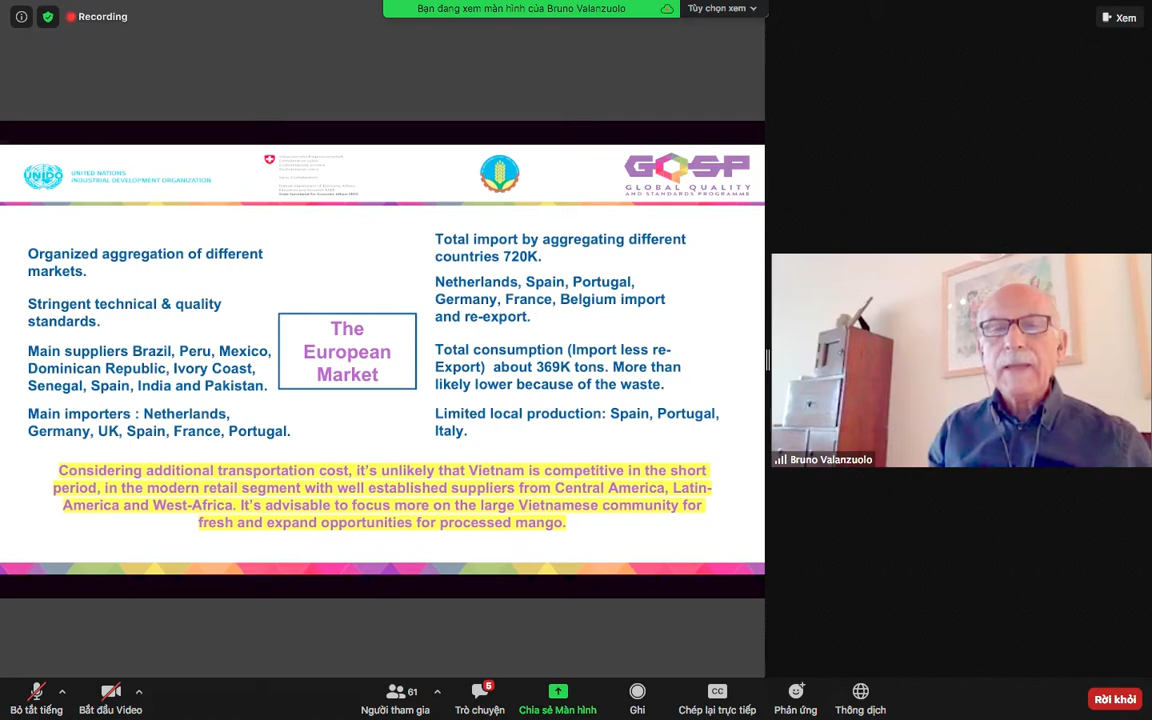 Recording
Bạn đang xem màn hình của Bruno Valanzuolo
Tùy chọn xem
Xem
UNIDO
UNITED NATIONS
INDUSTRIAL DEVELOPMENT ORGANIZATION
GQSP
GLOBAL QUALITY
AND STANDARDS PROGRAMME
Organized aggregation of different
markets.
Stringent technical & quality
standards.
Main suppliers Brazil, Peru, Mexico,
Dominican Republic, Ivory Coast,
Senegal, Spain, India and Pakistan.
Main importers : Netherlands,
Germany, UK, Spain, France, Portugal.
The
European
Market
Total import by aggregating different
countries 720K.
Netherlands, Spain, Portugal,
Germany, France, Belgium import
and re-export.
Total consumption (Import less re-
Export)  about 369K tons. More than
likely lower because of the waste.
Limited local production: Spain, Portugal,
Italy.
Considering additional transportation cost, it's unlikely that Vietnam is competitive in the short
period, in the modern retail segment with well established suppliers from Central America, Latin-
America and West-Africa. It's advisable to focus more on the large Vietnamese community for
fresh and expand opportunities for processed mango.
Bruno Valanzuolo
Bỏ tắt tiếng
Bắt đầu Video
61
Người tham gia
5
Trò chuyện
Chia sẻ Màn hình
Ghi
CC
Chép lại trực tiếp
Phản ứng
Thông dịch
Rời khỏi